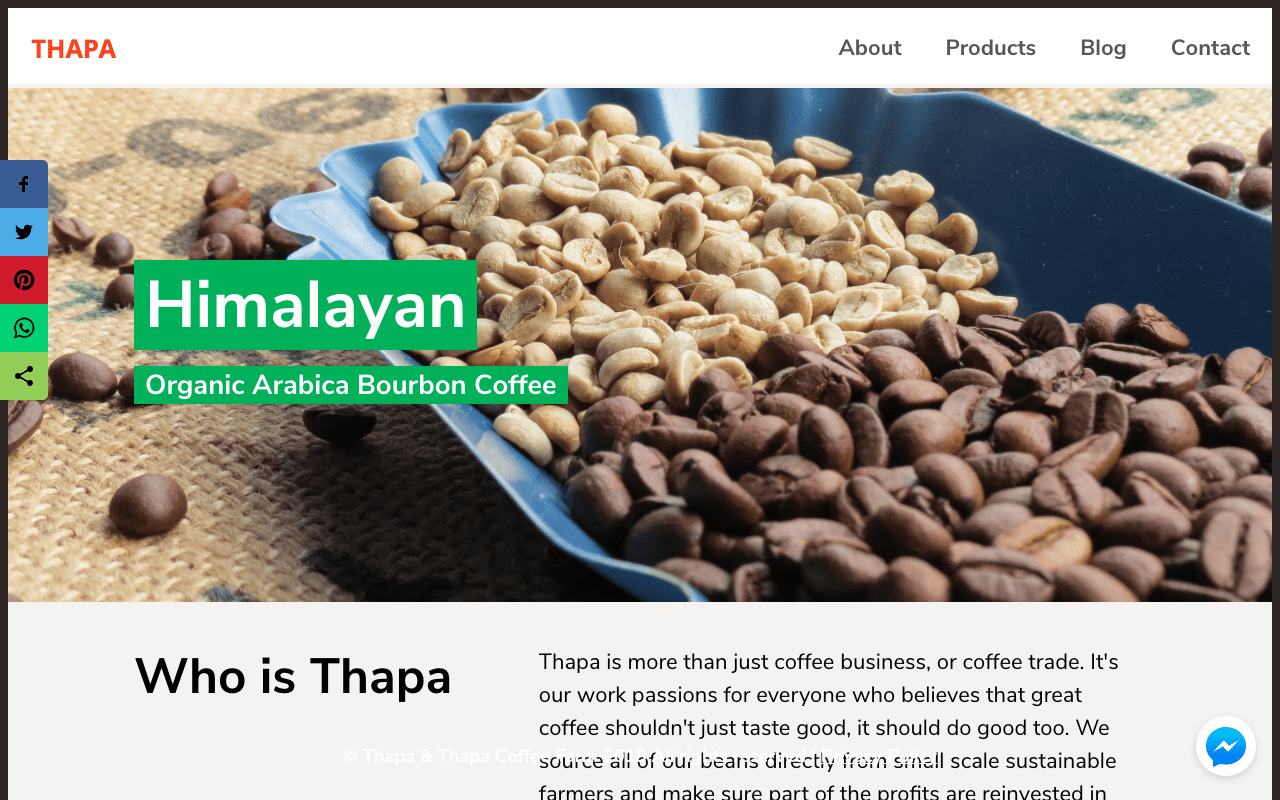 THAPA
About
Products
Blog
Contact
Himalayan
Organic Arabica Bourbon Coffee
Who is Thapa
Thapa is more than just coffee business, or coffee trade. It's
our work passions for everyone who believes that great
coffee shouldn't just taste good, it should do good too. We
© Thapa & Thapa Coffee Farm 2019 All rights reserved | Privacy Policy
source all of our beans directly from small scale sustainable
farmers and make sure part of the profits are reinvested in